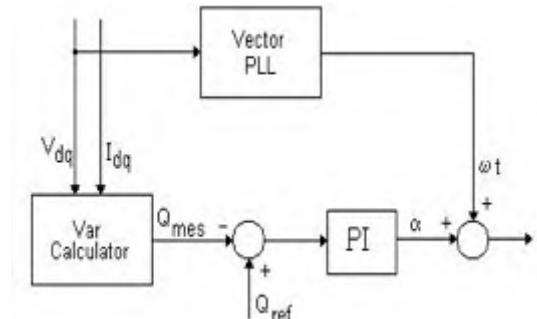 Vector
PLL
V_dq
I_dq
ωt
Var
Calculator
Q_mes
-
+
Q_ref
PI
α
+
+